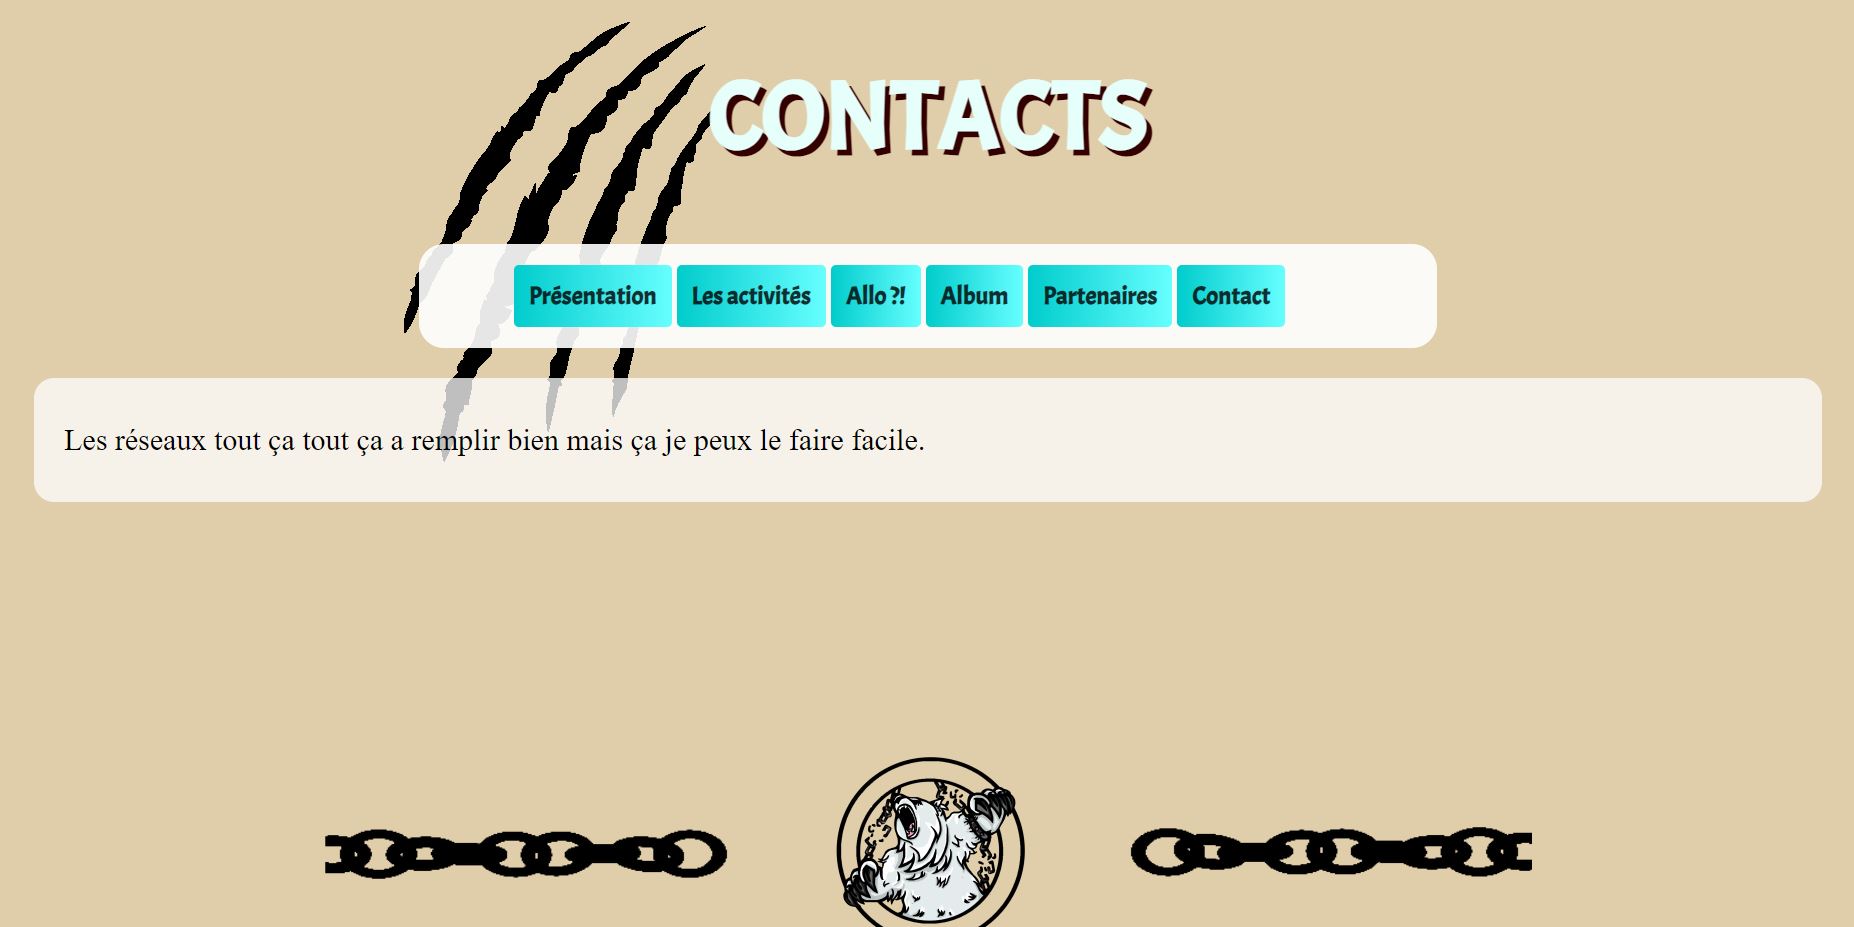 CONTACTS
Présentation Les activités Allo ?! Album Partenaires Contact
Les réseaux tout ça tout ça a remplir bien mais ça je peux le faire facile.